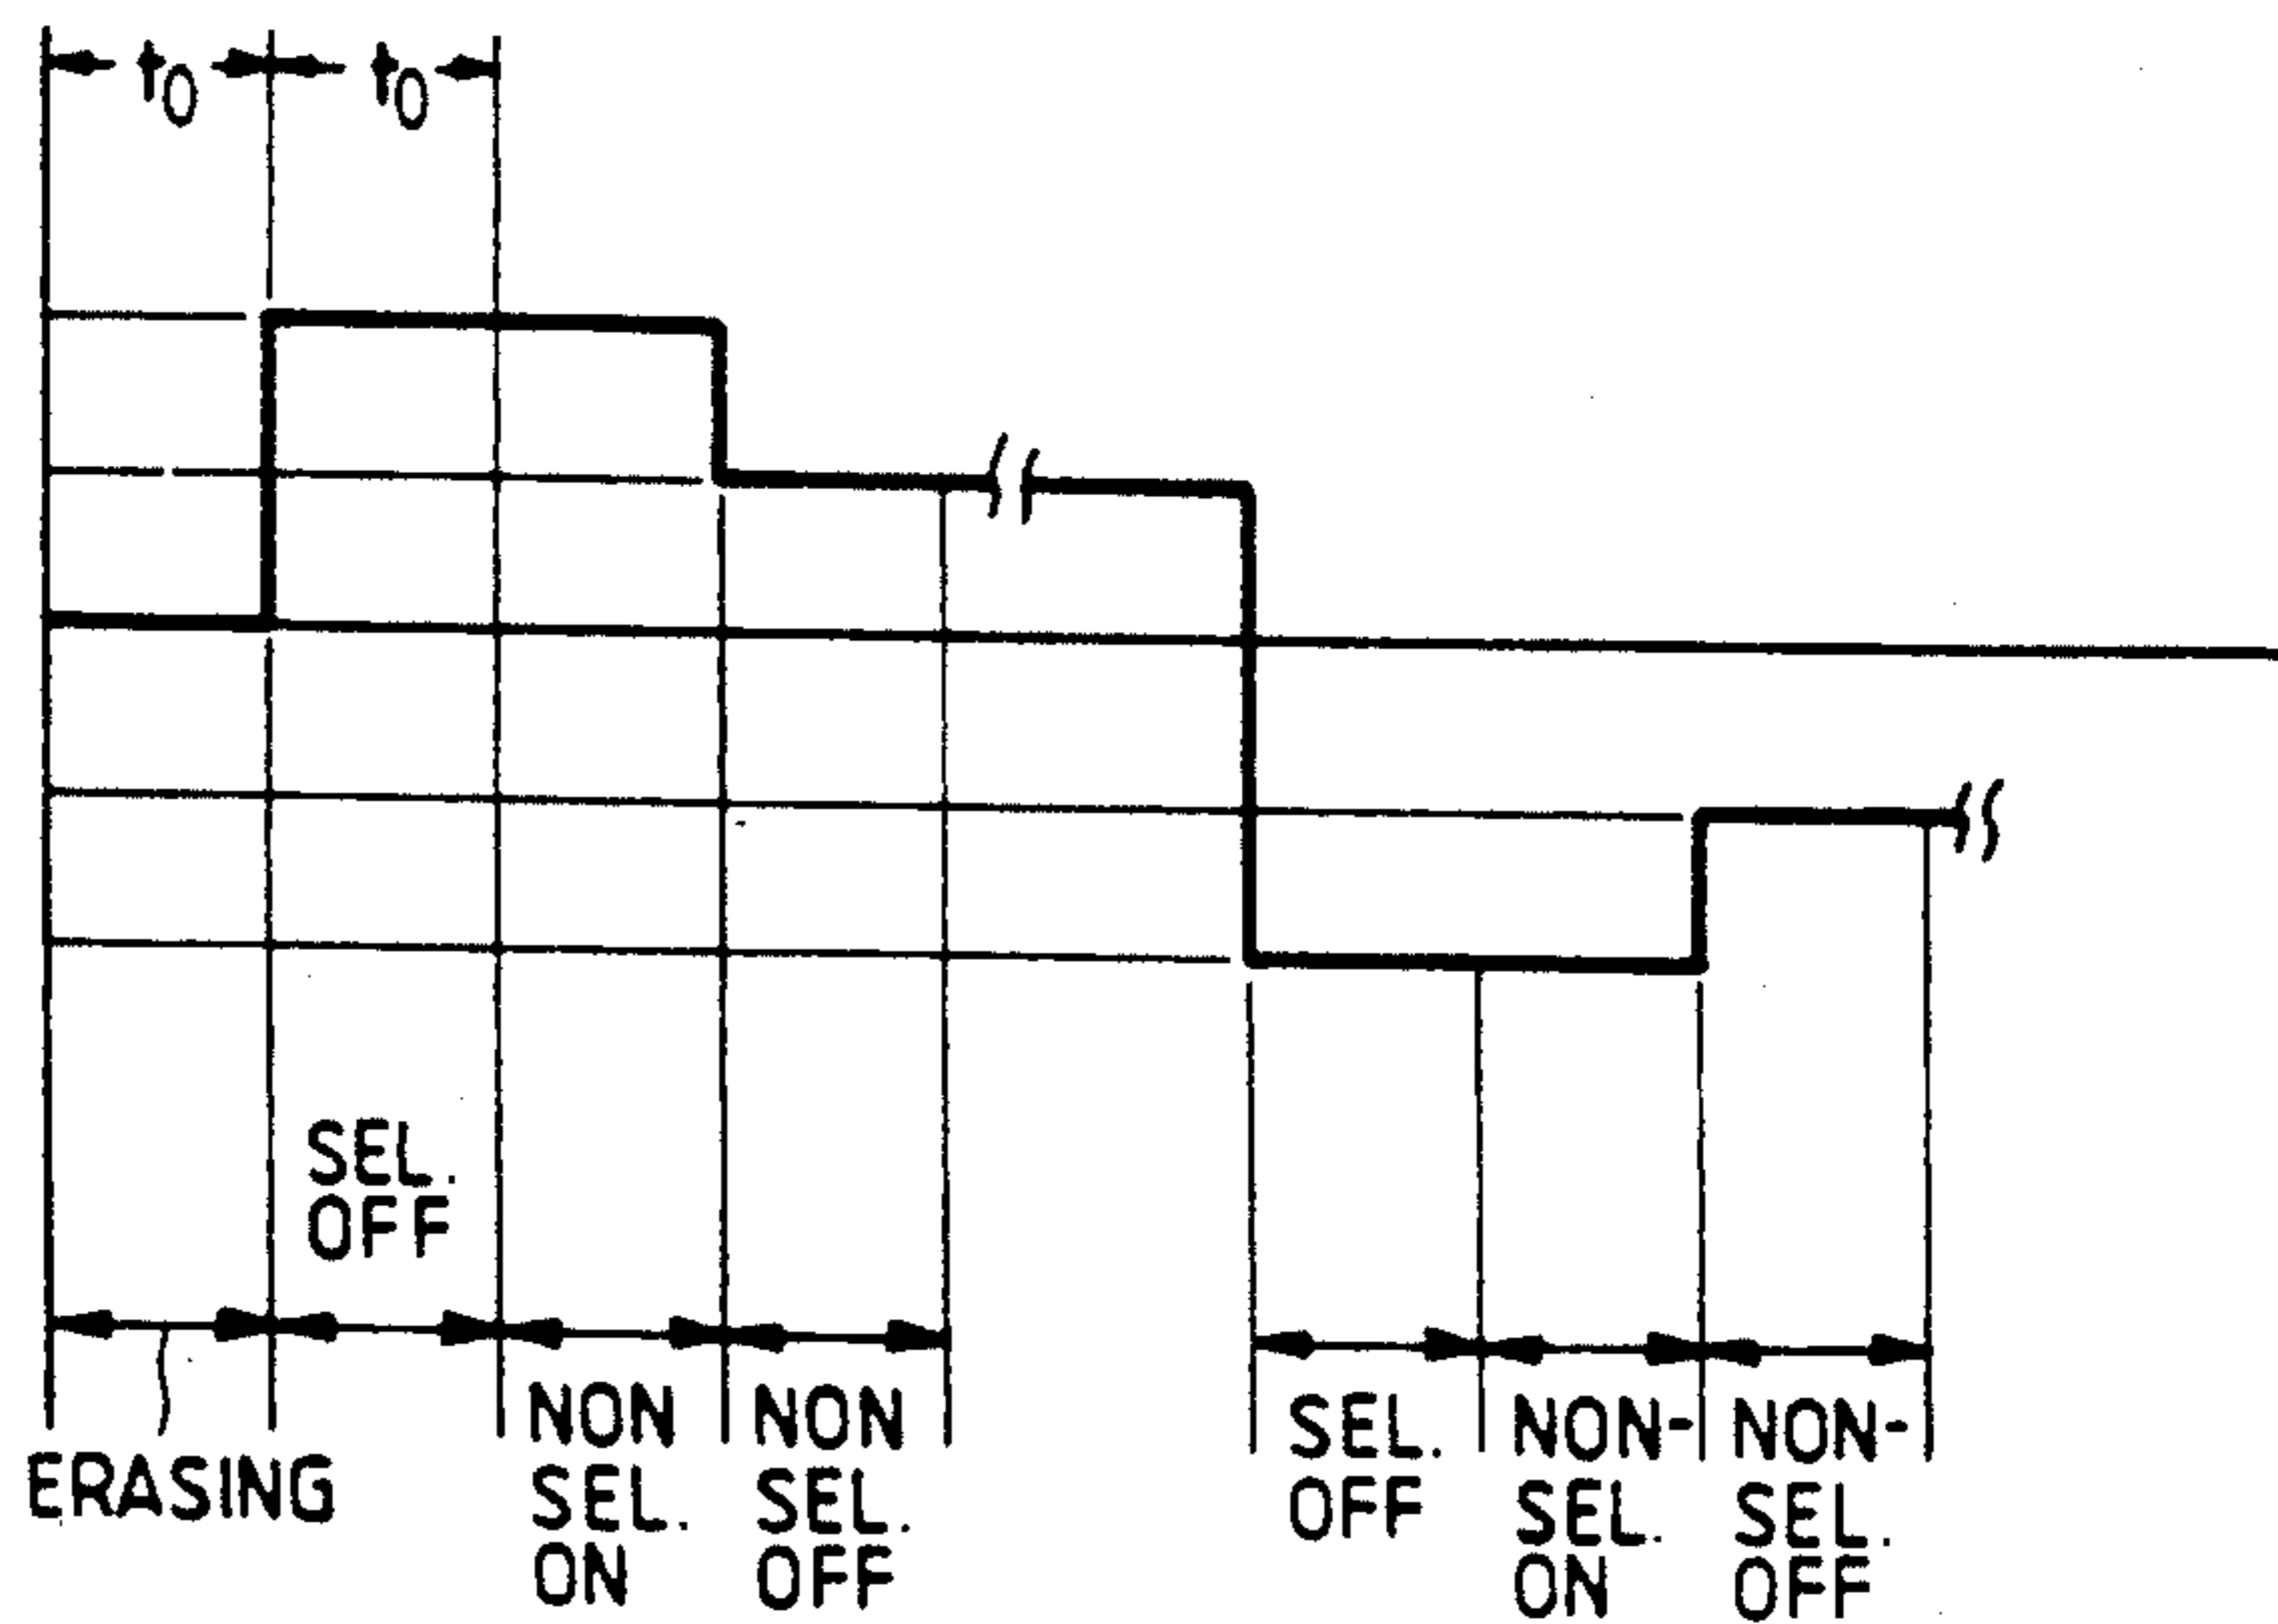 t0 t0
SEL.
OFF
ERASING
NON
SEL.
ON
NON
SEL.
OFF
SEL.
OFF
NON-
SEL.
ON
NON-
SEL.
OFF